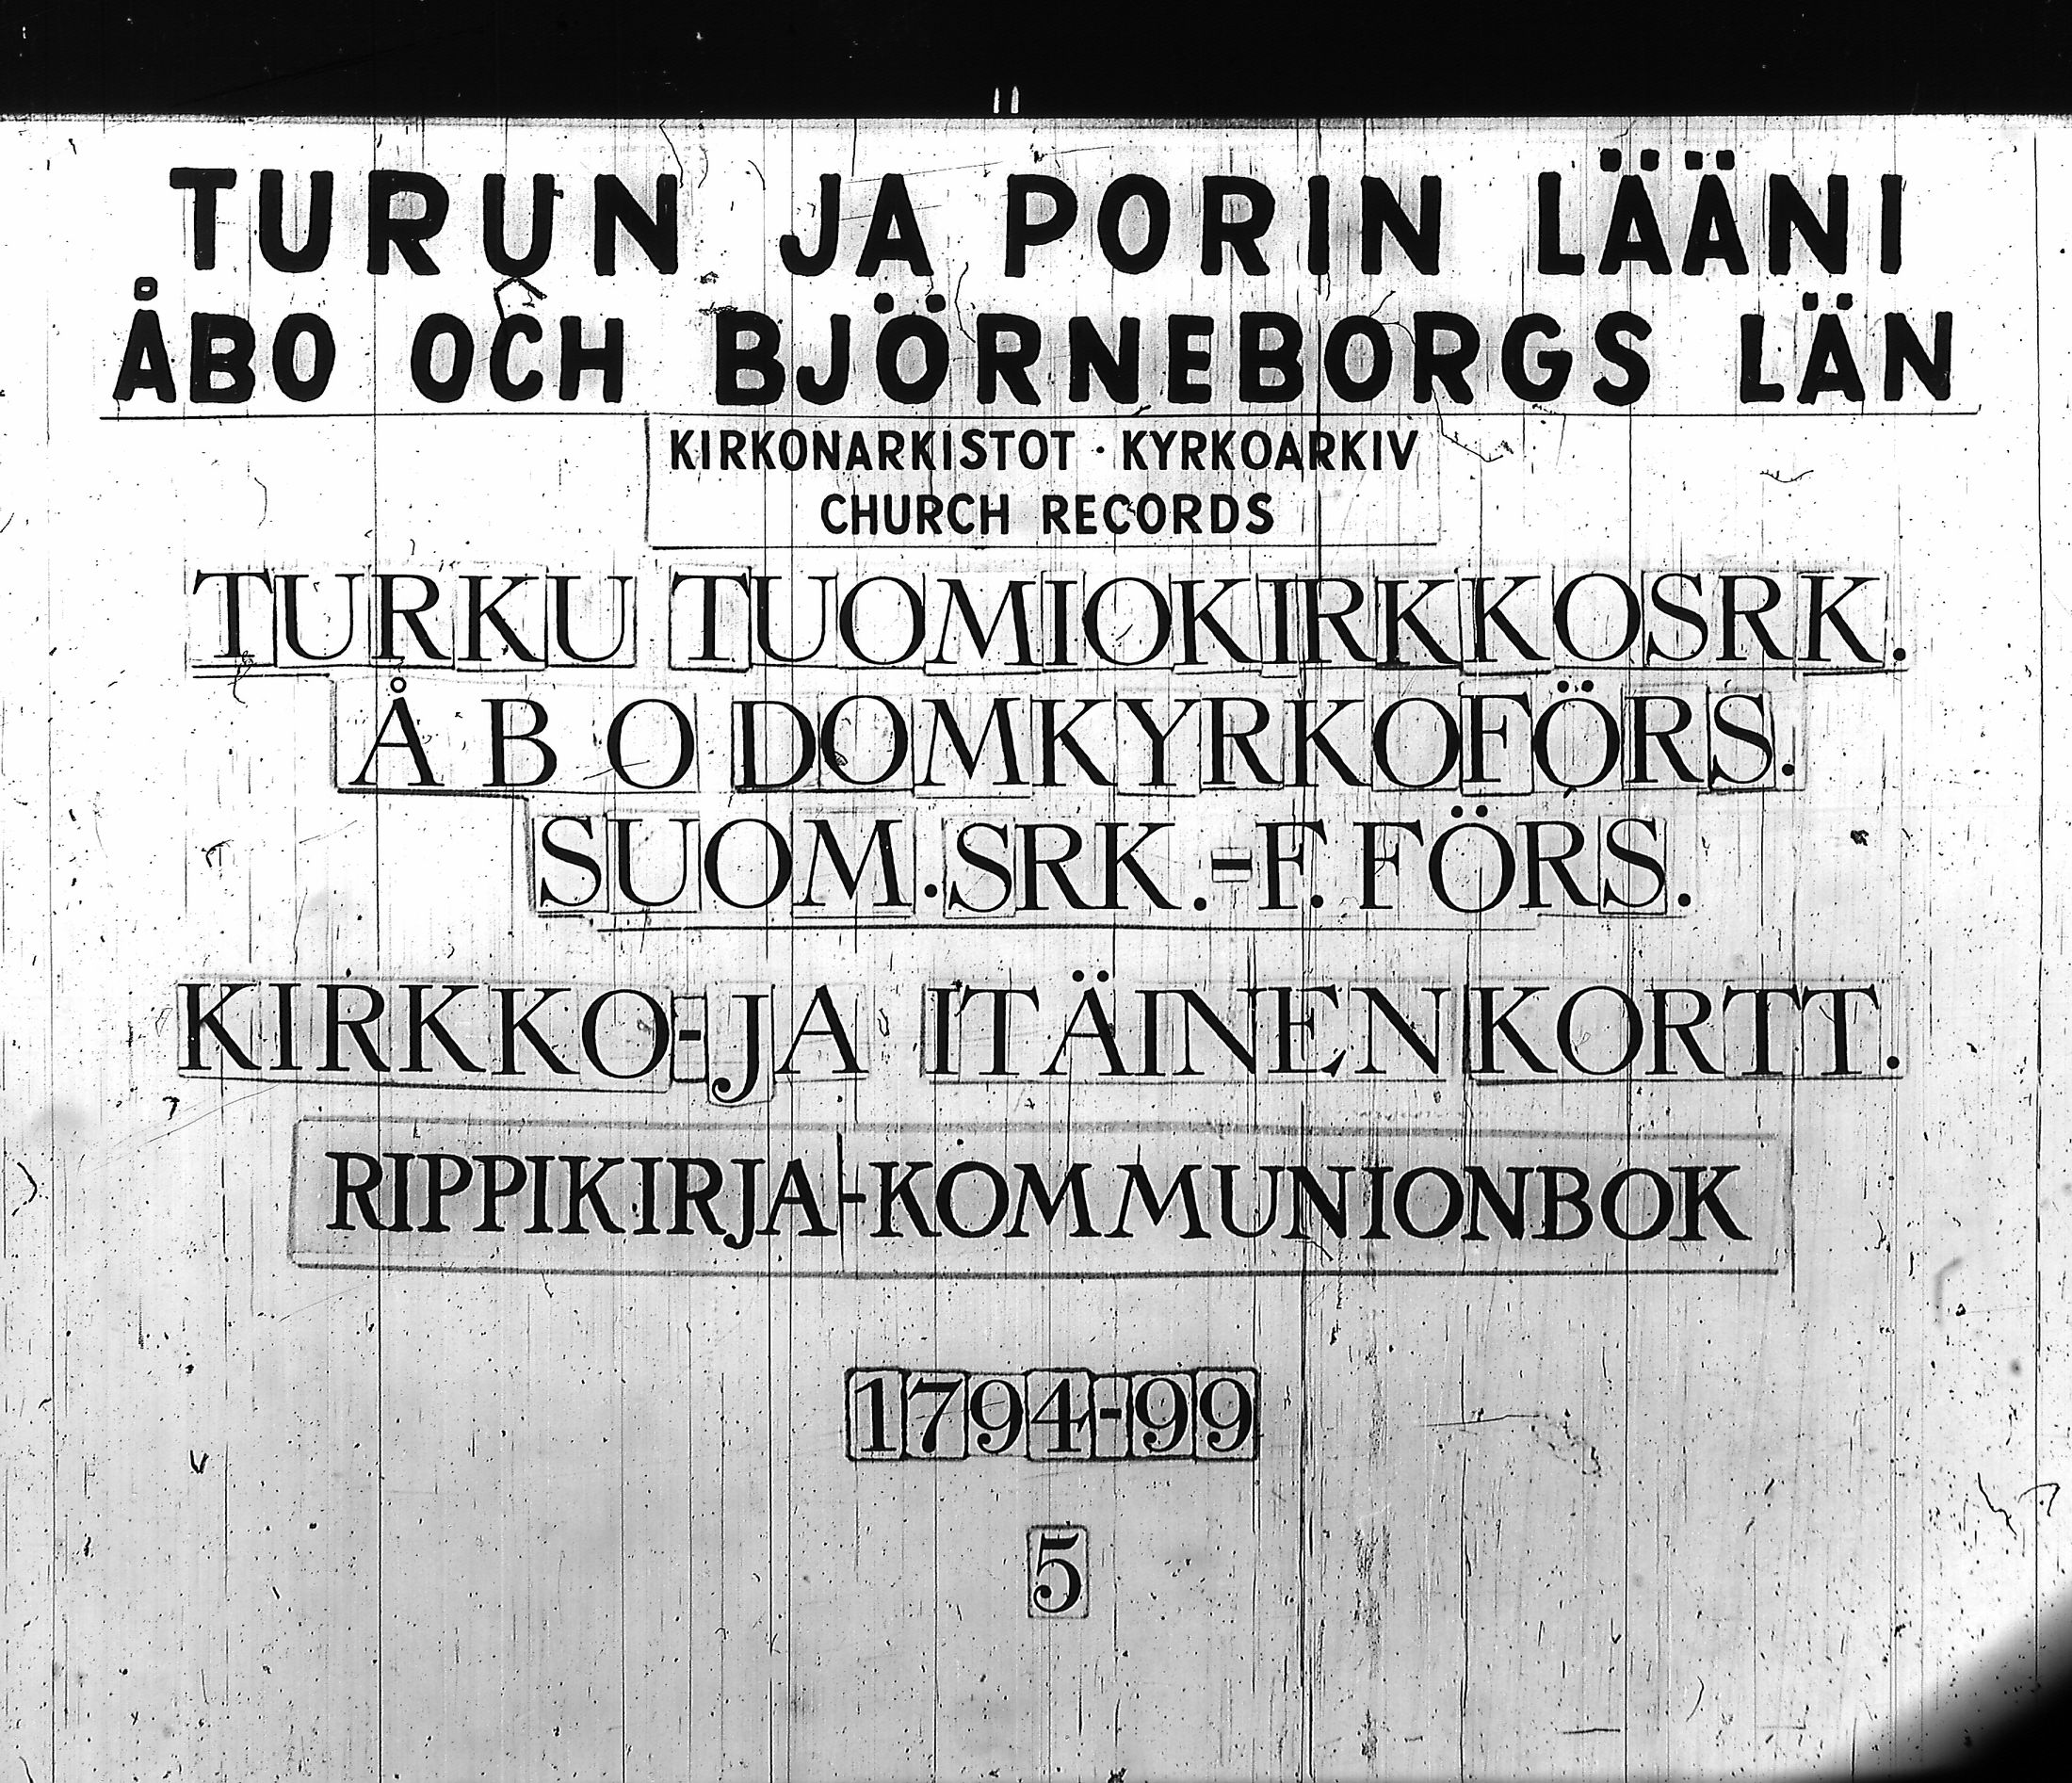 TURUN JA PORIN LÄÄNI
ÅBO OCH BJÖRNEBORGS LÄN
KIRKONARKISTOT · KYRKOARKIV
CHURCH RECORDS
TURKU TUOMIOKIRKKOSRK.
ÅBO DOMKYRKOFÖRS.
SUOM. SRK. - F. FÖRS.
KIRKKO- JA ITÄINEN KORTT.
RIPPIKIRJA-KOMMUNIONBOK
1794-99
5